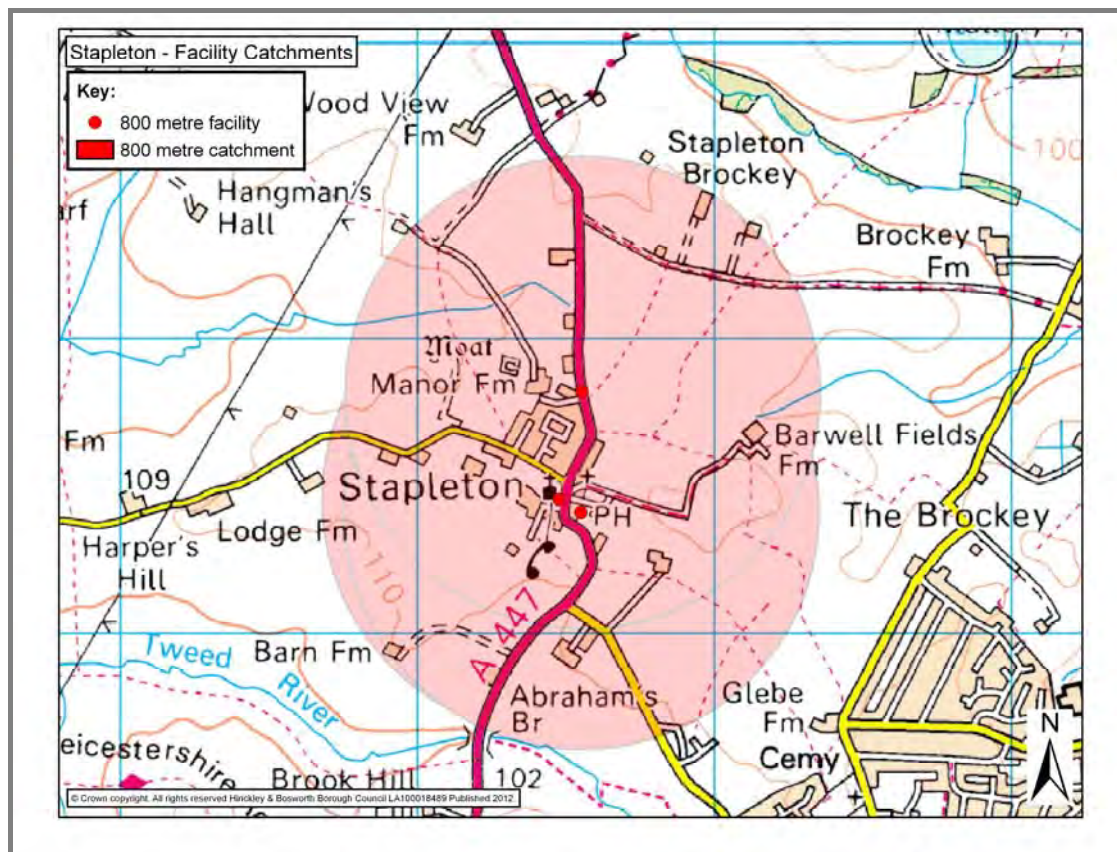 Stapleton - Facility Catchments
Key:
800 metre facility
800 metre catchment
Wood View
Fm
Hangman's
Hall
Stapleton
Brockey
100
Brockey
Fm
Moat
Manor Fm
Fm
109
Harper's
Hill
Lodge Fm
Stapleton
PH
Barwell Fields
Fm
The Brockey
110
A 447
Tweed
River
Barn Fm
Abraham's
Br
Glebe
Fm
Cemy
N
eicestershire
Brook Hill
102
© Crown copyright. All rights reserved Hinckley & Bosworth Borough Council LA100018489 Published 2012